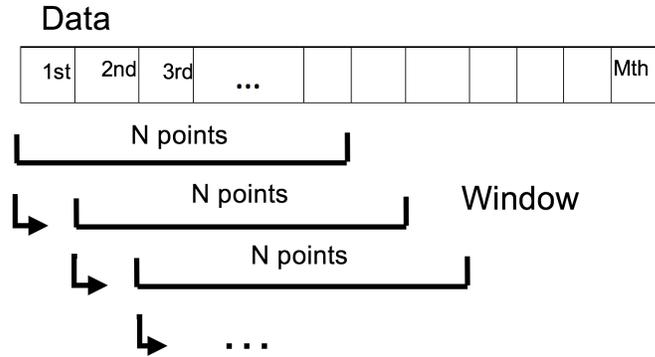 Data
1st 2nd 3rd ... Mth
N points
N points
Window
N points
...